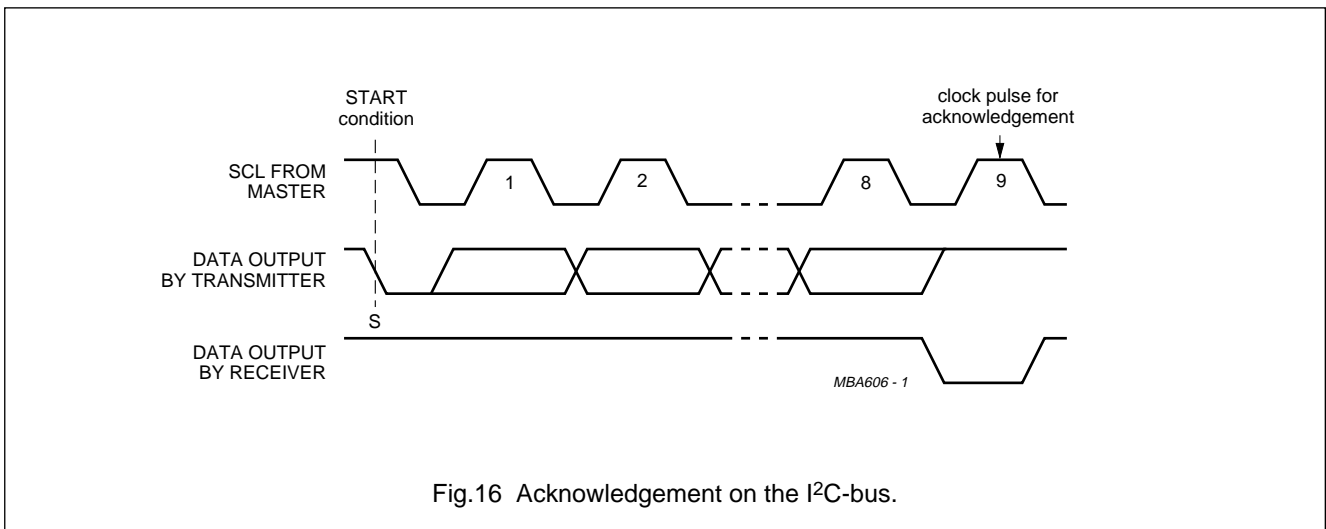 START
condition
clock pulse for
acknowledgement
SCL FROM
MASTER
1
2
8
9
DATA OUTPUT
BY TRANSMITTER
S
DATA OUTPUT
BY RECEIVER
MBA606 - 1
Fig.16 Acknowledgement on the I²C-bus.